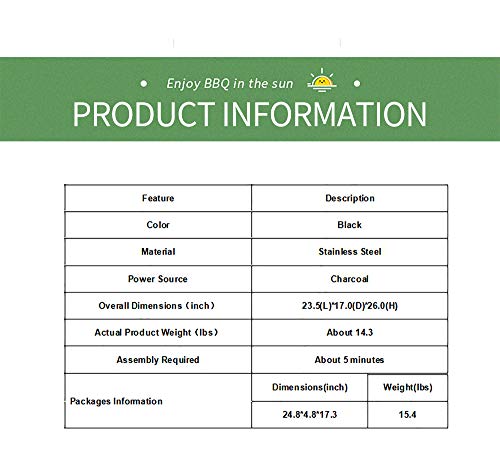 Enjoy BBQ in the sun
PRODUCT INFORMATION
Feature Description
Color Black
Material Stainless Steel
Power Source Charcoal
Overall Dimensions（inch） 23.5(L)*17.0(D)*26.0(H)
Actual Product Weight（lbs） About 14.3
Assembly Required About 5 minutes
Packages Information
Dimensions(inch) Weight(lbs)
24.8*4.8*17.3 15.4